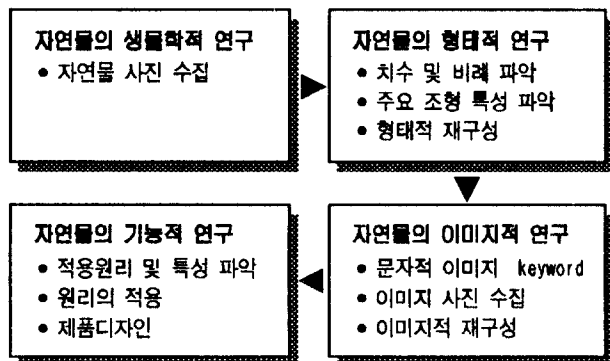 자연물의 생물학적 연구
• 자연물 사진 수집
자연물의 형태적 연구
• 치수 및 비례 파악
• 주요 조형 특성 파악
• 형태적 재구성
자연물의 이미지적 연구
• 문자적 이미지 keyword
• 이미지 사진 수집
• 이미지적 재구성
자연물의 기능적 연구
• 적용원리 및 특성 파악
• 원리의 적용
• 제품디자인